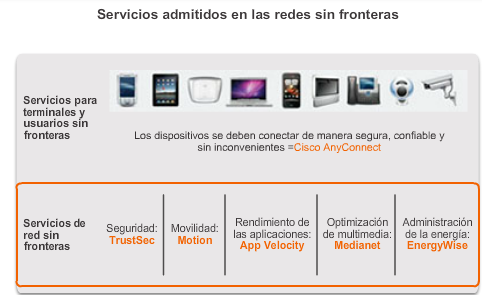 Servicios admitidos en las redes sin fronteras
Servicios para
terminales y
usuarios sin
fronteras
Los dispositivos se deben conectar de manera segura, confiable y
sin inconvenientes =Cisco AnyConnect
Servicios de
red sin
fronteras
Seguridad:
TrustSec
Movilidad:
Motion
Rendimiento de
las aplicaciones:
App Velocity
Optimización
de multimedia:
Medianet
Administración
de la energía:
EnergyWise